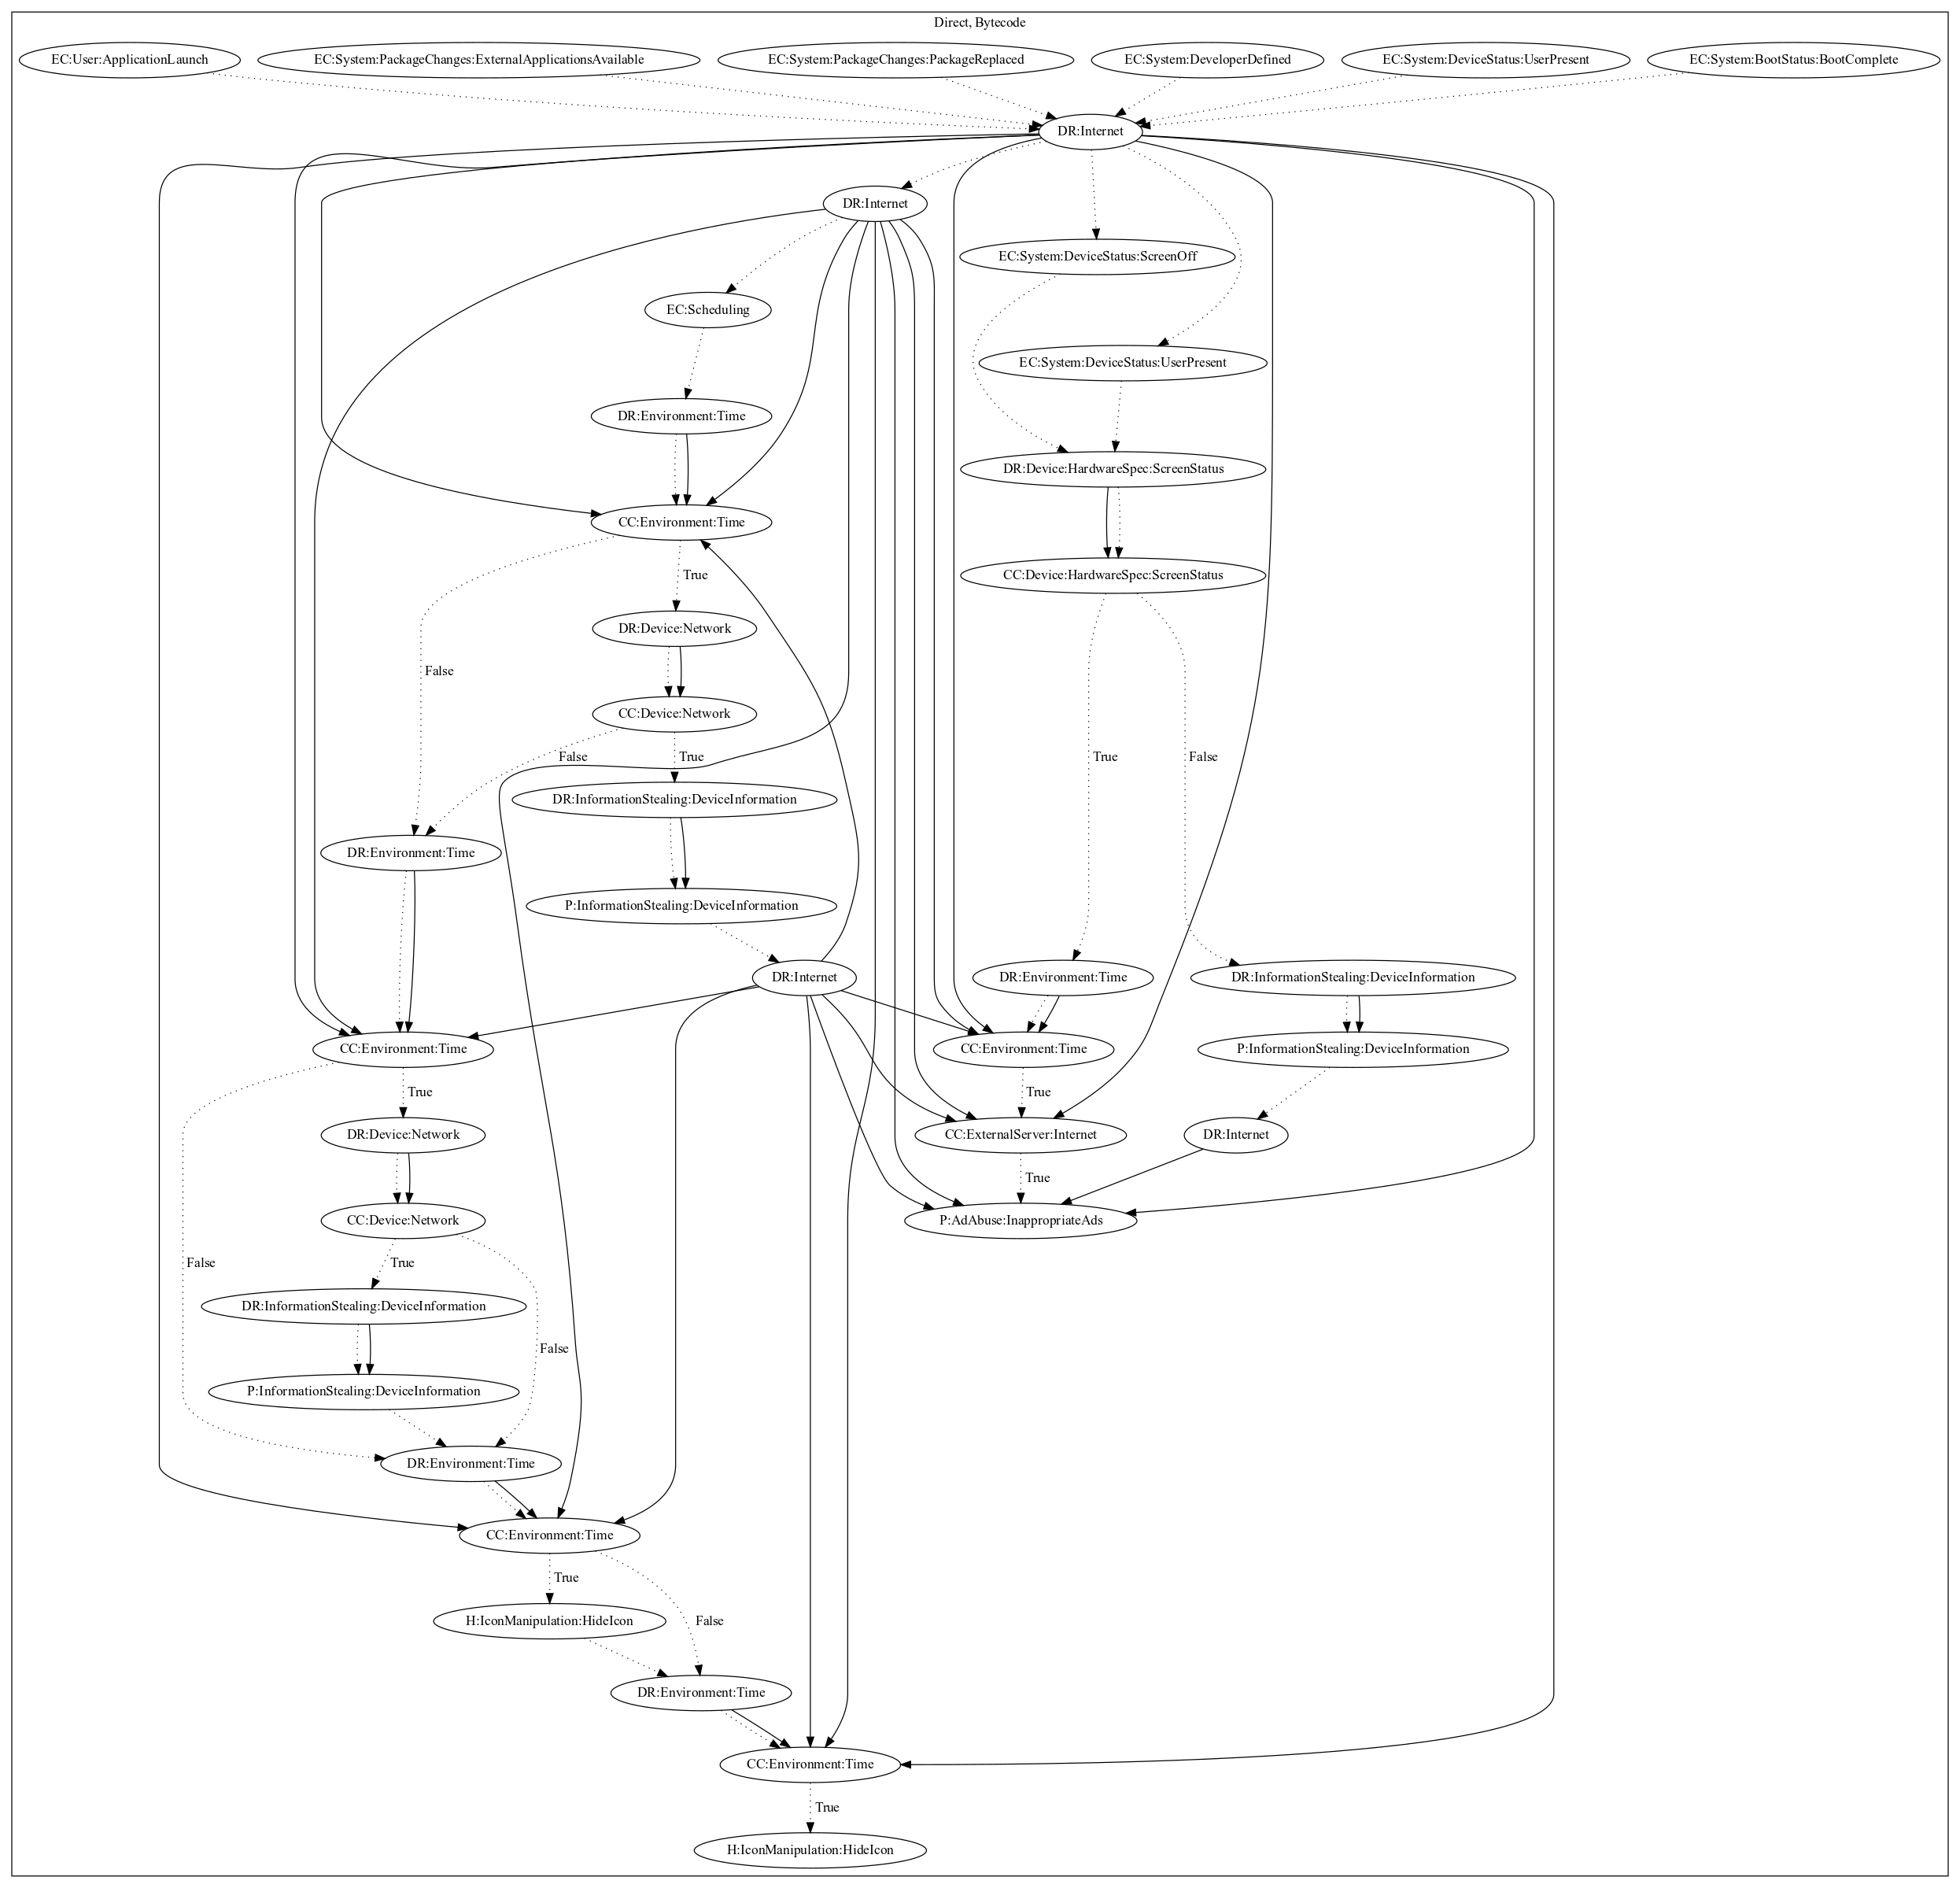 Direct, Bytecode
EC:User:ApplicationLaunch
EC:System:PackageChanges:ExternalApplicationsAvailable
EC:System:PackageChanges:PackageReplaced
EC:System:DeveloperDefined
EC:System:DeviceStatus:UserPresent
EC:System:BootStatus:BootComplete
DR:Internet
DR:Internet
EC:System:DeviceStatus:ScreenOff
EC:Scheduling
EC:System:DeviceStatus:UserPresent
DR:Environment:Time
DR:Device:HardwareSpec:ScreenStatus
CC:Environment:Time
True
CC:Device:HardwareSpec:ScreenStatus
DR:Device:Network
False
CC:Device:Network
False
True
True
False
DR:InformationStealing:DeviceInformation
DR:Environment:Time
P:InformationStealing:DeviceInformation
DR:Internet
DR:Environment:Time
DR:InformationStealing:DeviceInformation
CC:Environment:Time
CC:Environment:Time
P:InformationStealing:DeviceInformation
True
True
DR:Device:Network
CC:ExternalServer:Internet
DR:Internet
True
CC:Device:Network
P:AdAbuse:InappropriateAds
False
True
DR:InformationStealing:DeviceInformation
False
P:InformationStealing:DeviceInformation
DR:Environment:Time
CC:Environment:Time
True
H:IconManipulation:HideIcon
False
DR:Environment:Time
CC:Environment:Time
True
H:IconManipulation:HideIcon